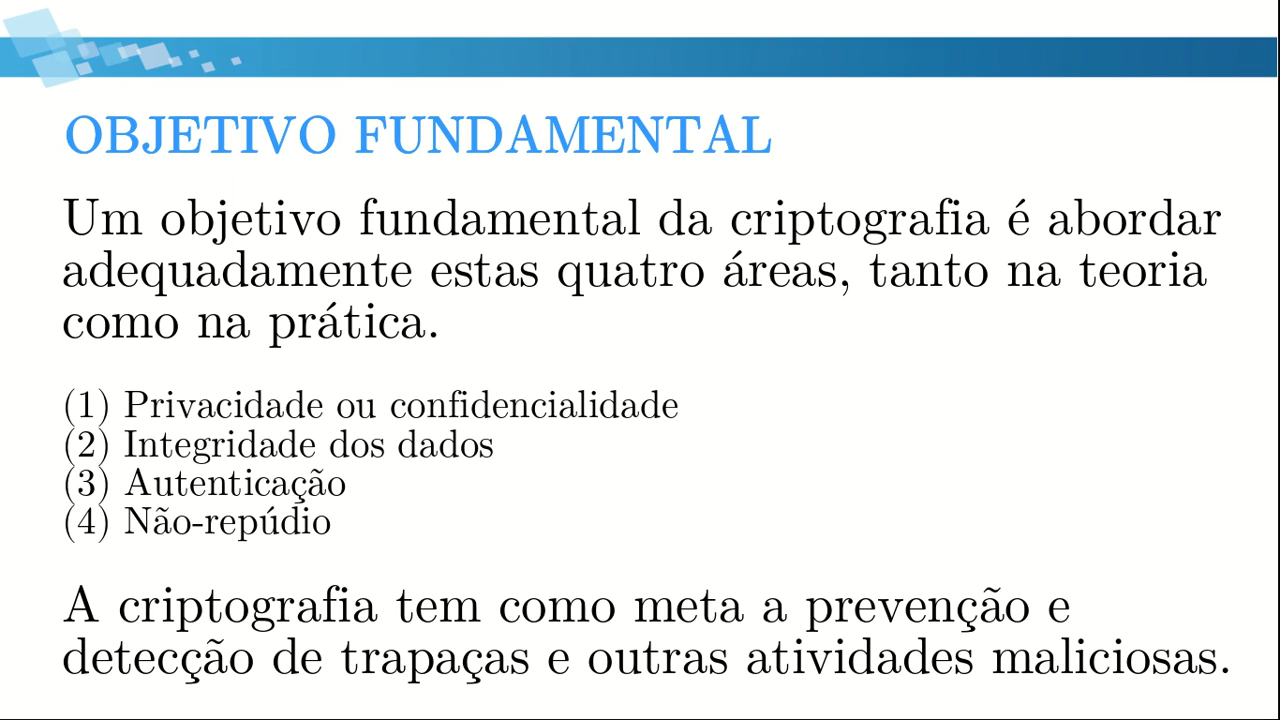 OBJETIVO FUNDAMENTAL
Um objetivo fundamental da criptografia é abordar
adequadamente estas quatro áreas, tanto na teoria
como na prática.
(1) Privacidade ou confidencialidade
(2) Integridade dos dados
(3) Autenticação
(4) Não-repúdio
A criptografia tem como meta a prevenção e
detecção de trapaças e outras atividades maliciosas.